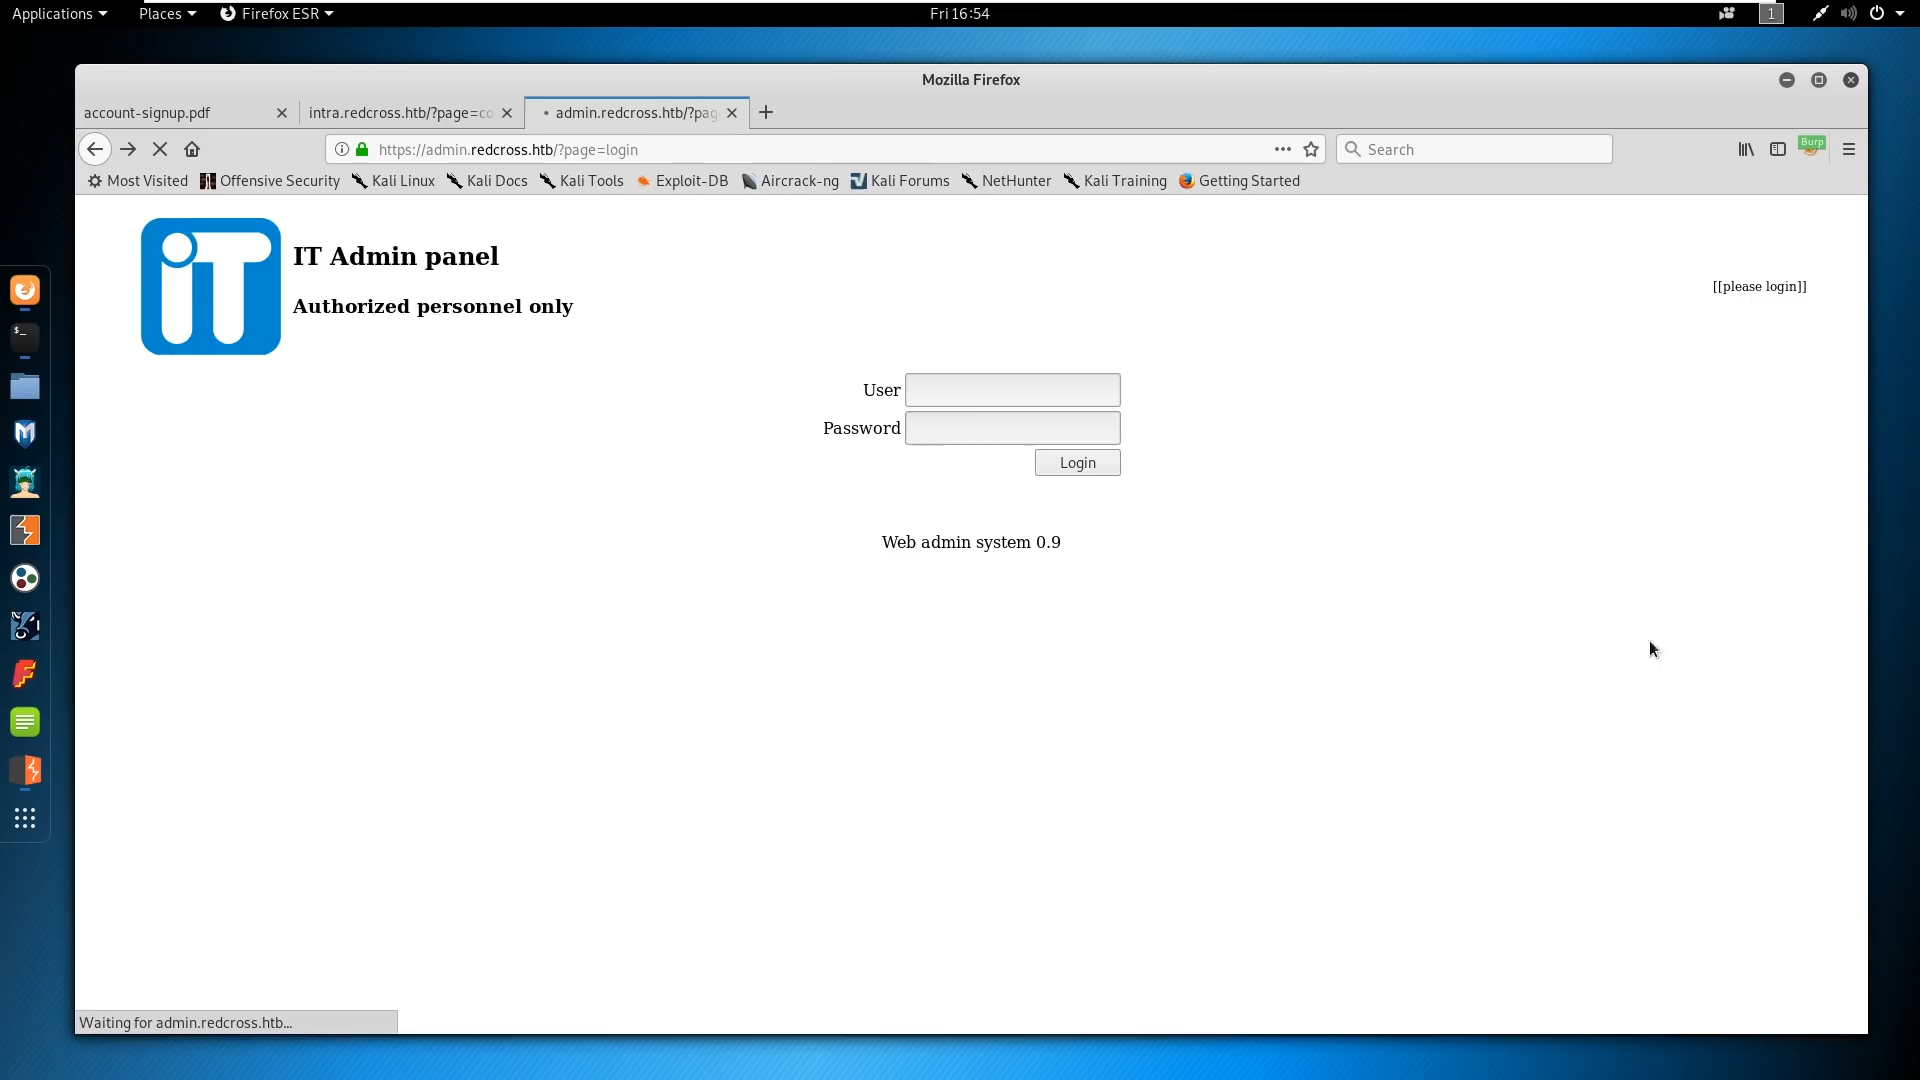 Applications Places Firefox ESR Fri 16:54 1
Mozilla Firefox
account-signup.pdf intra.redcross.htb/?page=co admin.redcross.htb/?pag
https://admin.redcross.htb/?page=login Search Burp
Most Visited Offensive Security Kali Linux Kali Docs Kali Tools Exploit-DB Aircrack-ng Kali Forums NetHunter Kali Training Getting Started
iT
IT Admin panel
[[please login]]
Authorized personnel only
User
Password
Login
Web admin system 0.9
Waiting for admin.redcross.htb...